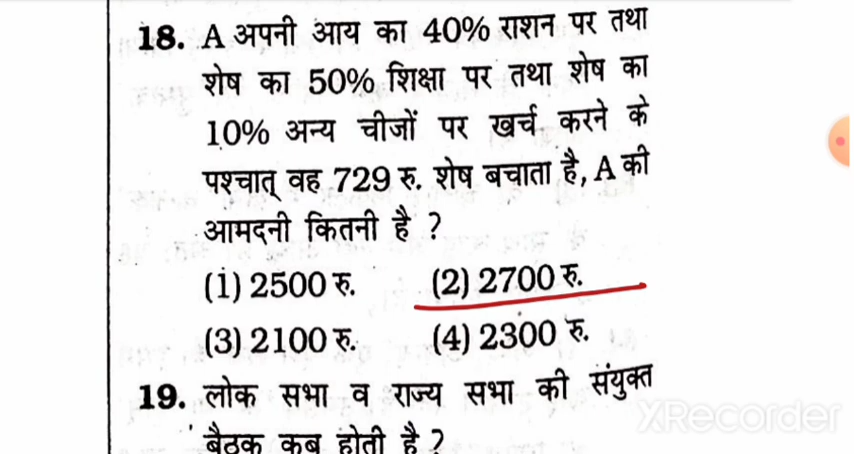 18. A अपनी आय का 40% राशन पर तथा
शेष का 50% शिक्षा पर तथा शेष का
10% अन्य चीजों पर खर्च करने के
पश्चात् वह 729 रु. शेष बचाता है, A की
आमदनी कितनी है ?
(1) 2500 रु. (2) 2700 रु.
(3) 2100 रु. (4) 2300 रु.
19. लोक सभा व राज्य सभा की संयुक्त
बैठक कब होती है ?
XRecorder